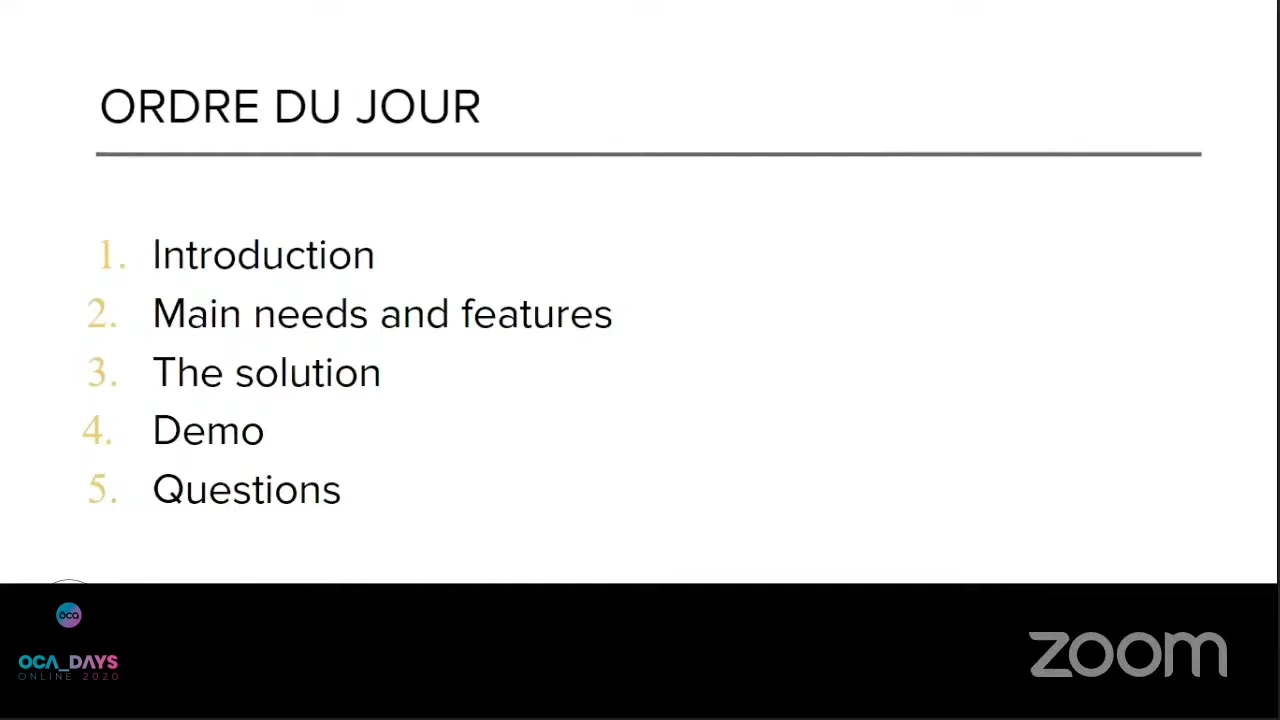 ORDRE DU JOUR
1. Introduction
2. Main needs and features
3. The solution
4. Demo
5. Questions
oca
OCA_DAYS
ONLINE 2020
zoom